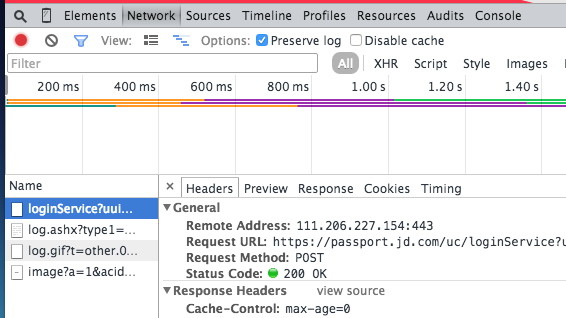 Elements Network Sources Timeline Profiles Resources Audits Console
View: Options: Preserve log Disable cache
Filter All XHR Script Style Images
200 ms 400 ms 600 ms 800 ms 1.00 s 1.20 s 1.40 s
Name × Headers Preview Response Cookies Timing
loginService?uui...
log.ashx?type1=...
log.gif?t=other.0...
image?a=1&acid...
▼ General
Remote Address: 111.206.227.154:443
Request URL: https://passport.jd.com/uc/loginService?u
Request Method: POST
Status Code: 200 OK
▼ Response Headers view source
Cache-Control: max-age=0